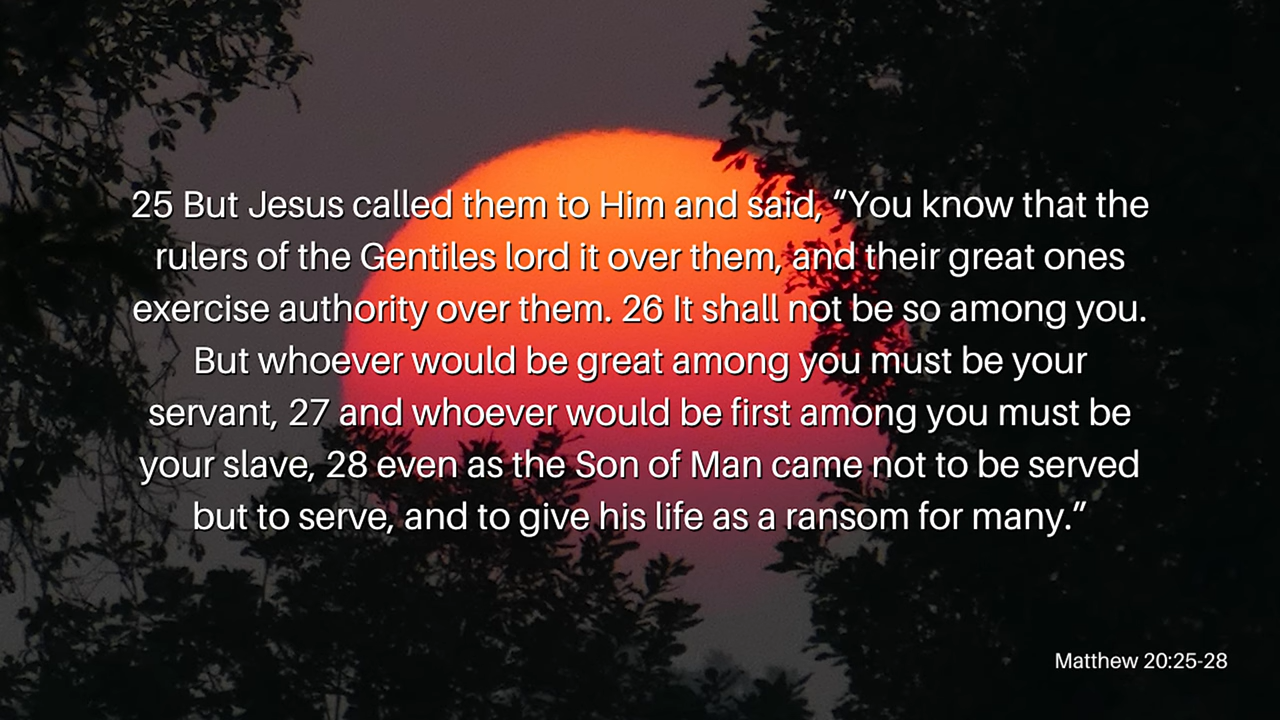 25 But Jesus called them to Him and said, “You know that the
rulers of the Gentiles lord it over them, and their great ones
exercise authority over them. 26 It shall not be so among you.
But whoever would be great among you must be your
servant, 27 and whoever would be first among you must be
your slave, 28 even as the Son of Man came not to be served
but to serve, and to give his life as a ransom for many.”
Matthew 20:25-28